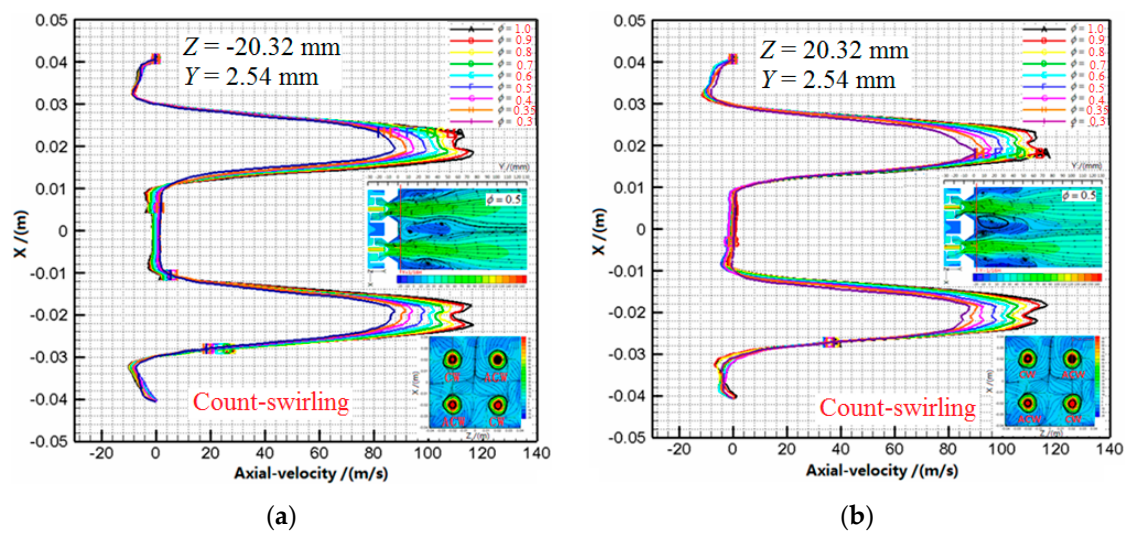 0.05
0.04
0.03
0.02
0.01
0
-0.01
-0.02
-0.03
-0.04
-0.05
X /(m)
-20 0 20 40 60 80 100 120 140
Axial-velocity /(m/s)
Z = -20.32 mm
Y = 2.54 mm
A ϕ = 1.0
B ϕ = 0.9
ϕ = 0.8
ϕ = 0.7
ϕ = 0.6
F ϕ = 0.5
G ϕ = 0.4
H ϕ = 0.35
ϕ = 0.3
Y /(mm)
ϕ = 0.5
CW ACW
ACW CW
X /(m)
Z /(m)
Count-swirling
(a)
0.05
0.04
0.03
0.02
0.01
0
-0.01
-0.02
-0.03
-0.04
-0.05
X /(m)
-20 0 20 40 60 80 100 120 140
Axial-velocity /(m/s)
Z = 20.32 mm
Y = 2.54 mm
A ϕ = 1.0
B ϕ = 0.9
ϕ = 0.8
ϕ = 0.7
ϕ = 0.6
F ϕ = 0.5
G ϕ = 0.4
H ϕ = 0.35
ϕ = 0.3
Y /(mm)
ϕ = 0.5
CW ACW
ACW CW
X /(m)
Z /(m)
Count-swirling
(b)